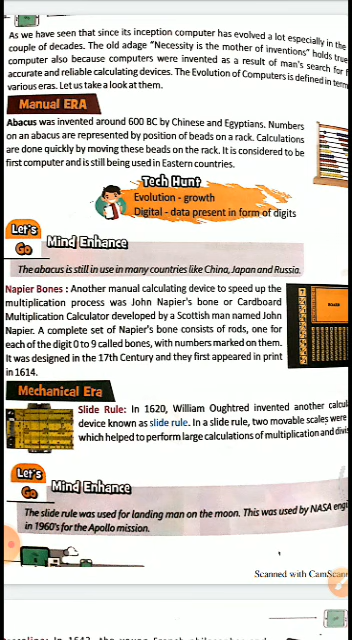 As we have seen that since its inception computer has evolved a lot especially in the
couple of decades. The old adage "Necessity is the mother of inventions" holds true
computer also because computers were invented as a result of man's search for
accurate and reliable calculating devices. The Evolution of Computers is defined in
various eras. Let us take a look at them.
Manual ERA
Abacus was invented around 600 BC by Chinese and Egyptians. Numbers
on an abacus are represented by position of beads on a rack. Calculations
are done quickly by moving these beads on the rack. It is considered to be
first computer and is still being used in Eastern countries.
Tech Hunt
Evolution - growth
Digital - data present in form of digits
Let's
Go Mind Enhance
The abacus is still in use in many countries like China, Japan and Russia.
Napier Bones : Another manual calculating device to speed up the
multiplication process was John Napier's bone or Cardboard
Multiplication Calculator developed by a Scottish man named John
Napier. A complete set of Napier's bone consists of rods, one for
each of the digit 0 to 9 called bones, with numbers marked on them.
It was designed in the 17th Century and they first appeared in print
in 1614.
Mechanical Era
Slide Rule: In 1620, William Oughtred invented another
device known as slide rule. In a slide rule, two movable scales were
which helped to perform large calculations of multiplication and
Let's
Go Mind Enhance
The slide rule was used for landing man on the moon. This was used by NASA
in 1960's for the Apollo mission.
Scanned with CamScann